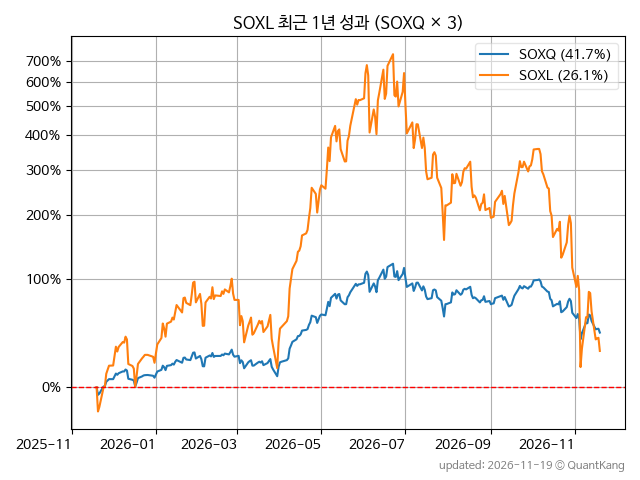 SOXL 최근 1년 성과 (SOXQ × 3)
SOXQ (41.7%)
SOXL (26.1%)
700%
600%
500%
400%
300%
200%
100%
0%
2025-11 2026-01 2026-03 2026-05 2026-07 2026-09 2026-11
updated: 2026-11-19 © QuantKang